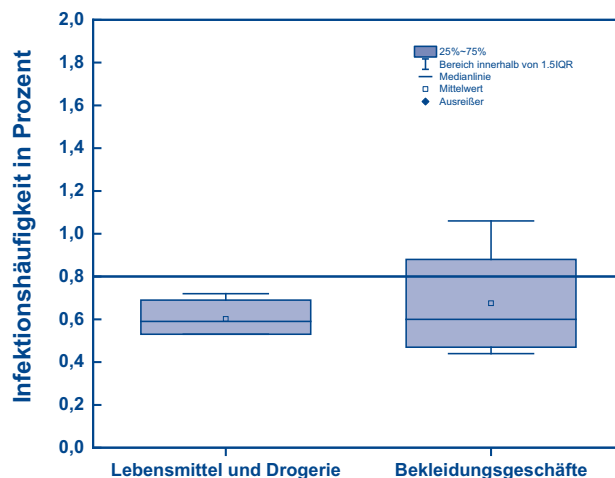 Infektionshäufigkeit in Prozent
2,0
1,8
1,6
1,4
1,2
1,0
0,8
0,6
0,4
0,2
0,0
25%~75%
Bereich innerhalb von 1.5IQR
Medianlinie
Mittelwert
Ausreißer
Lebensmittel und Drogerie
Bekleidungsgeschäfte